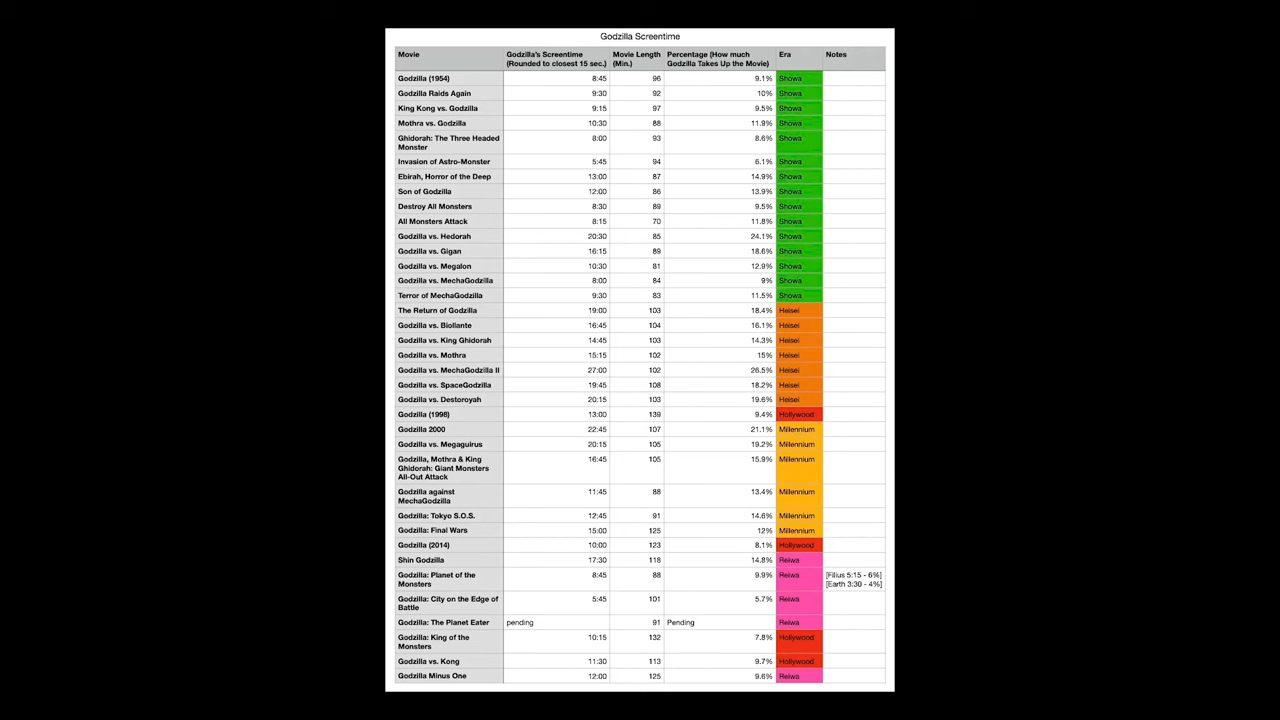 Godzilla Screentime
Movie Godzilla's Screentime (Rounded to closest 15 sec.) Movie Length (Min.) Percentage (How much Godzilla Takes Up the Movie) Era Notes
Godzilla (1954) 8:45 96 9.1% Showa
Godzilla Raids Again 9:30 92 10% Showa
King Kong vs. Godzilla 9:15 97 9.5% Showa
Mothra vs. Godzilla 10:30 88 11.9% Showa
Ghidorah: The Three Headed Monster 8:00 93 8.6% Showa
Invasion of Astro-Monster 5:45 94 6.1% Showa
Ebirah, Horror of the Deep 13:00 87 14.9% Showa
Son of Godzilla 12:00 86 13.9% Showa
Destroy All Monsters 8:30 89 9.5% Showa
All Monsters Attack 8:15 70 11.8% Showa
Godzilla vs. Hedorah 20:30 85 24.1% Showa
Godzilla vs. Gigan 16:15 89 18.6% Showa
Godzilla vs. Megalon 10:30 81 12.9% Showa
Godzilla vs. MechaGodzilla 8:00 84 9% Showa
Terror of MechaGodzilla 9:30 83 11.5% Showa
The Return of Godzilla 19:00 103 18.4% Heisei
Godzilla vs. Biollante 16:45 104 16.1% Heisei
Godzilla vs. King Ghidorah 14:45 103 14.3% Heisei
Godzilla vs. Mothra 15:15 102 15% Heisei
Godzilla vs. MechaGodzilla II 27:00 102 26.5% Heisei
Godzilla vs. SpaceGodzilla 19:45 108 18.2% Heisei
Godzilla vs. Destoroyah 20:15 103 19.6% Heisei
Godzilla (1998) 13:00 139 9.4% Hollywood
Godzilla 2000 22:45 107 21.1% Millennium
Godzilla vs. Megaguirus 20:15 105 19.2% Millennium
Godzilla, Mothra & King Ghidorah: Giant Monsters All-Out Attack 16:45 105 15.9% Millennium
Godzilla against MechaGodzilla 11:45 88 13.4% Millennium
Godzilla: Tokyo S.O.S. 12:45 91 14.6% Millennium
Godzilla: Final Wars 15:00 125 12% Millennium
Godzilla (2014) 10:00 123 8.1% Hollywood
Shin Godzilla 17:30 118 14.8% Reiwa
Godzilla: Planet of the Monsters 8:45 88 9.9% Reiwa [Filius 5:15 - 6%] [Earth 3:30 - 4%]
Godzilla: City on the Edge of Battle 5:45 101 5.7% Reiwa
Godzilla: The Planet Eater pending 91 Pending Reiwa
Godzilla: King of the Monsters 10:15 132 7.8% Hollywood
Godzilla vs. Kong 11:30 113 9.7% Hollywood
Godzilla Minus One 12:00 125 9.6% Reiwa